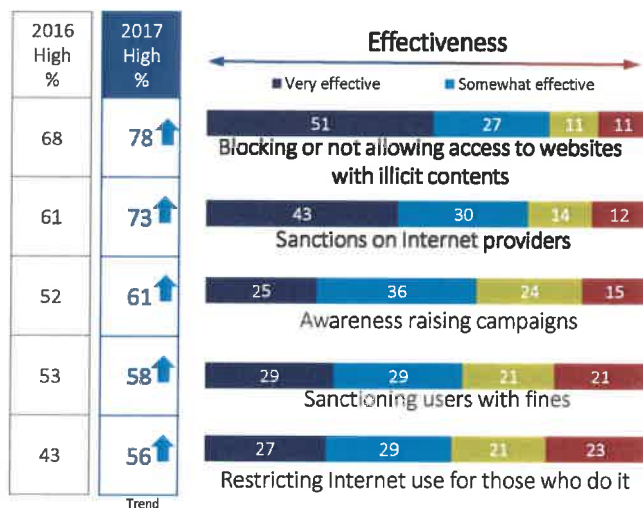 2016
High
%
2017
High
%
Effectiveness
Very effective
Somewhat effective
68
78
51 27 11 11
Blocking or not allowing access to websites
with illicit contents
61
73
43 30 14 12
Sanctions on Internet providers
52
61
25 36 24 15
Awareness raising campaigns
53
58
29 29 21 21
Sanctioning users with fines
43
56
27 29 21 23
Restricting Internet use for those who do it
Trend